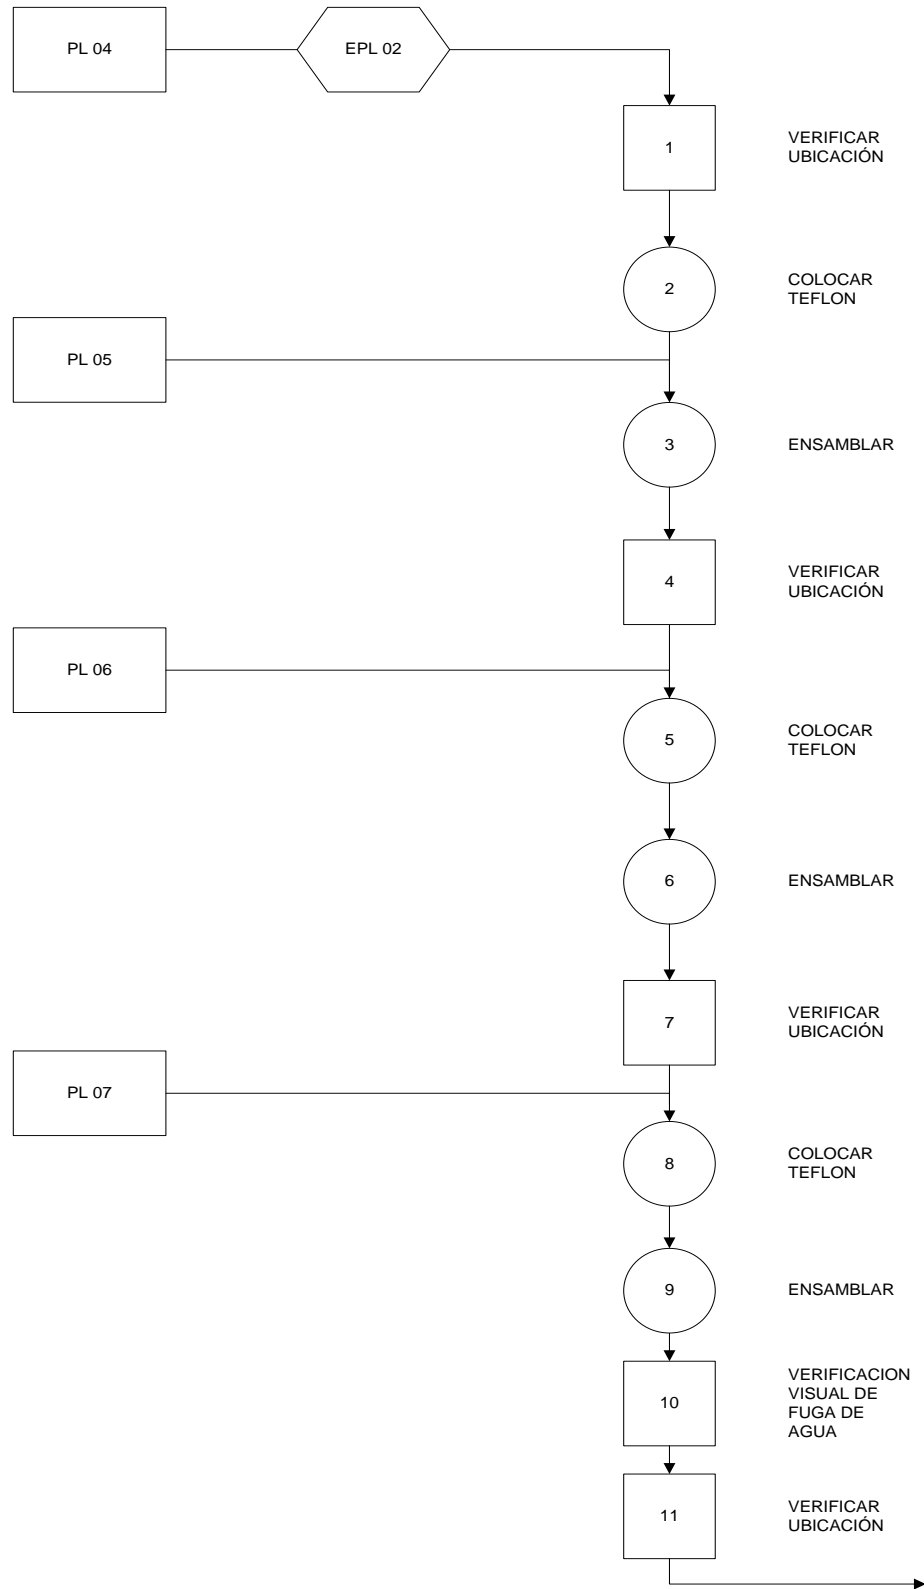 PL 04
EPL 02
1
VERIFICAR
UBICACIÓN
2
COLOCAR
TEFLON
PL 05
3
ENSAMBLAR
4
VERIFICAR
UBICACIÓN
PL 06
5
COLOCAR
TEFLON
6
ENSAMBLAR
7
VERIFICAR
UBICACIÓN
PL 07
8
COLOCAR
TEFLON
9
ENSAMBLAR
10
VERIFICACION
VISUAL DE
FUGA DE
AGUA
11
VERIFICAR
UBICACIÓN